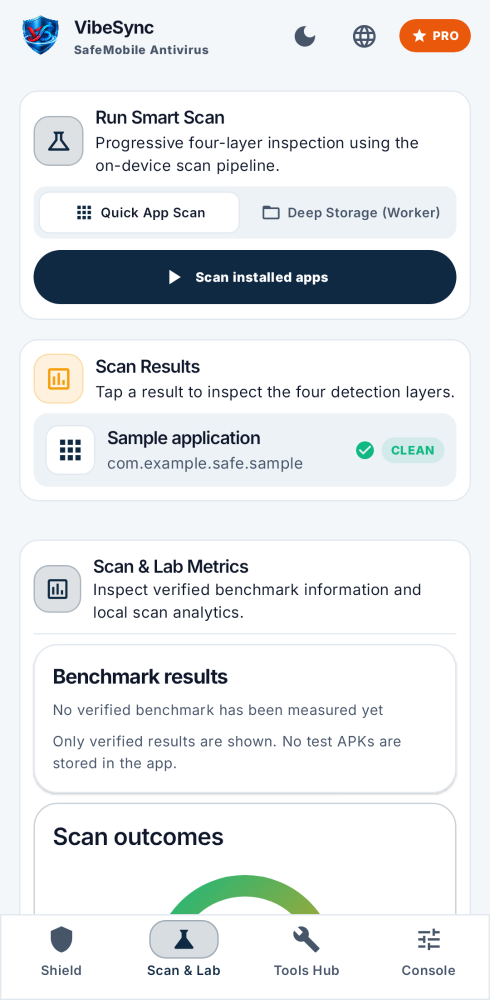 VibeSync
SafeMobile Antivirus
PRO
Run Smart Scan
Progressive four-layer inspection using the
on-device scan pipeline.
Quick App Scan
Deep Storage (Worker)
Scan installed apps
Scan Results
Tap a result to inspect the four detection layers.
Sample application
com.example.safe.sample
CLEAN
Scan & Lab Metrics
Inspect verified benchmark information and
local scan analytics.
Benchmark results
No verified benchmark has been measured yet
Only verified results are shown. No test APKs are
stored in the app.
Scan outcomes
Shield
Scan & Lab
Tools Hub
Console